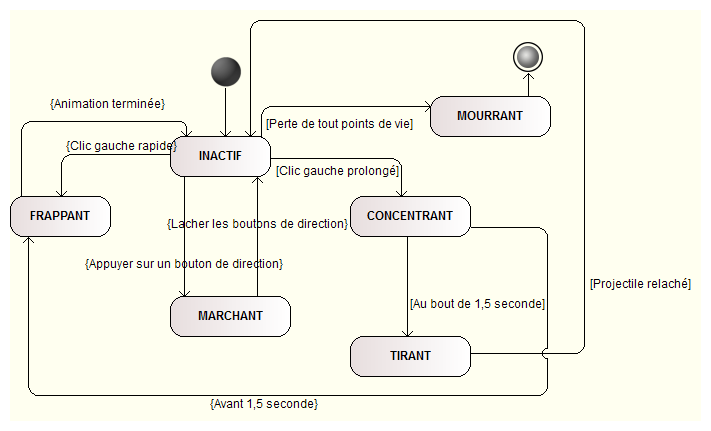 {Animation terminée}
[Perte de tout points de vie]
MOURRANT
{Clic gauche rapide}
INACTIF
[Clic gauche prolongé]
FRAPPANT
{Lacher les boutons de direction}
CONCENTRANT
{Appuyer sur un bouton de direction}
[Projectile relaché]
MARCHANT
[Au bout de 1,5 seconde]
TIRANT
{Avant 1,5 seconde}